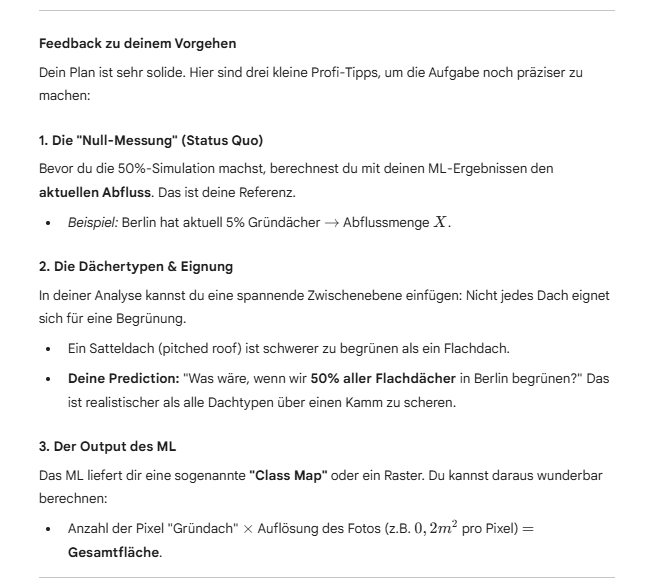 Feedback zu deinem Vorgehen
Dein Plan ist sehr solide. Hier sind drei kleine Profi-Tipps, um die Aufgabe noch präziser zu
machen:
1. Die "Null-Messung" (Status Quo)
Bevor du die 50%-Simulation machst, berechnest du mit deinen ML-Ergebnissen den
aktuellen Abfluss. Das ist deine Referenz.
• Beispiel: Berlin hat aktuell 5% Gründächer → Abflussmenge X.
2. Die Dächertypen & Eignung
In deiner Analyse kannst du eine spannende Zwischenebene einfügen: Nicht jedes Dach eignet
sich für eine Begrünung.
• Ein Satteldach (pitched roof) ist schwerer zu begrünen als ein Flachdach.
• Deine Prediction: "Was wäre, wenn wir 50% aller Flachdächer in Berlin begrünen?" Das
ist realistischer als alle Dachtypen über einen Kamm zu scheren.
3. Der Output des ML
Das ML liefert dir eine sogenannte "Class Map" oder ein Raster. Du kannst daraus wunderbar
berechnen:
• Anzahl der Pixel "Gründach" × Auflösung des Fotos (z.B. 0,2m² pro Pixel) =
Gesamtfläche.